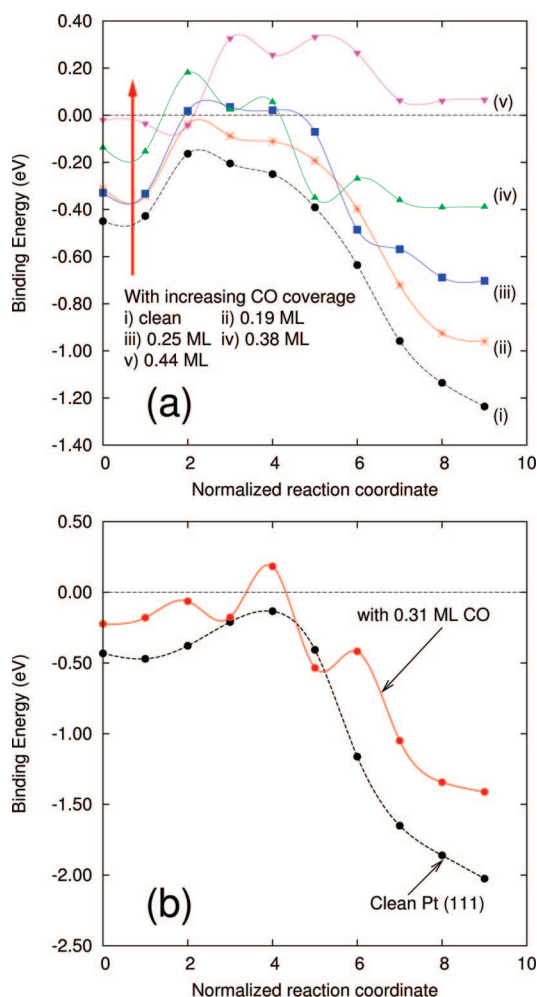 0.40
0.20
0.00
-0.20
-0.40
-0.60
-0.80
-1.00
-1.20
-1.40
Binding Energy (eV)
(v)
(iv)
(iii)
(ii)
(i)
With increasing CO coverage
i) clean ii) 0.19 ML
iii) 0.25 ML iv) 0.38 ML
v) 0.44 ML
(a)
0 2 4 6 8 10
Normalized reaction coordinate
0.50
0.00
-0.50
-1.00
-1.50
-2.00
-2.50
Binding Energy (eV)
with 0.31 ML CO
(b)
Clean Pt (111)
0 2 4 6 8 10
Normalized reaction coordinate